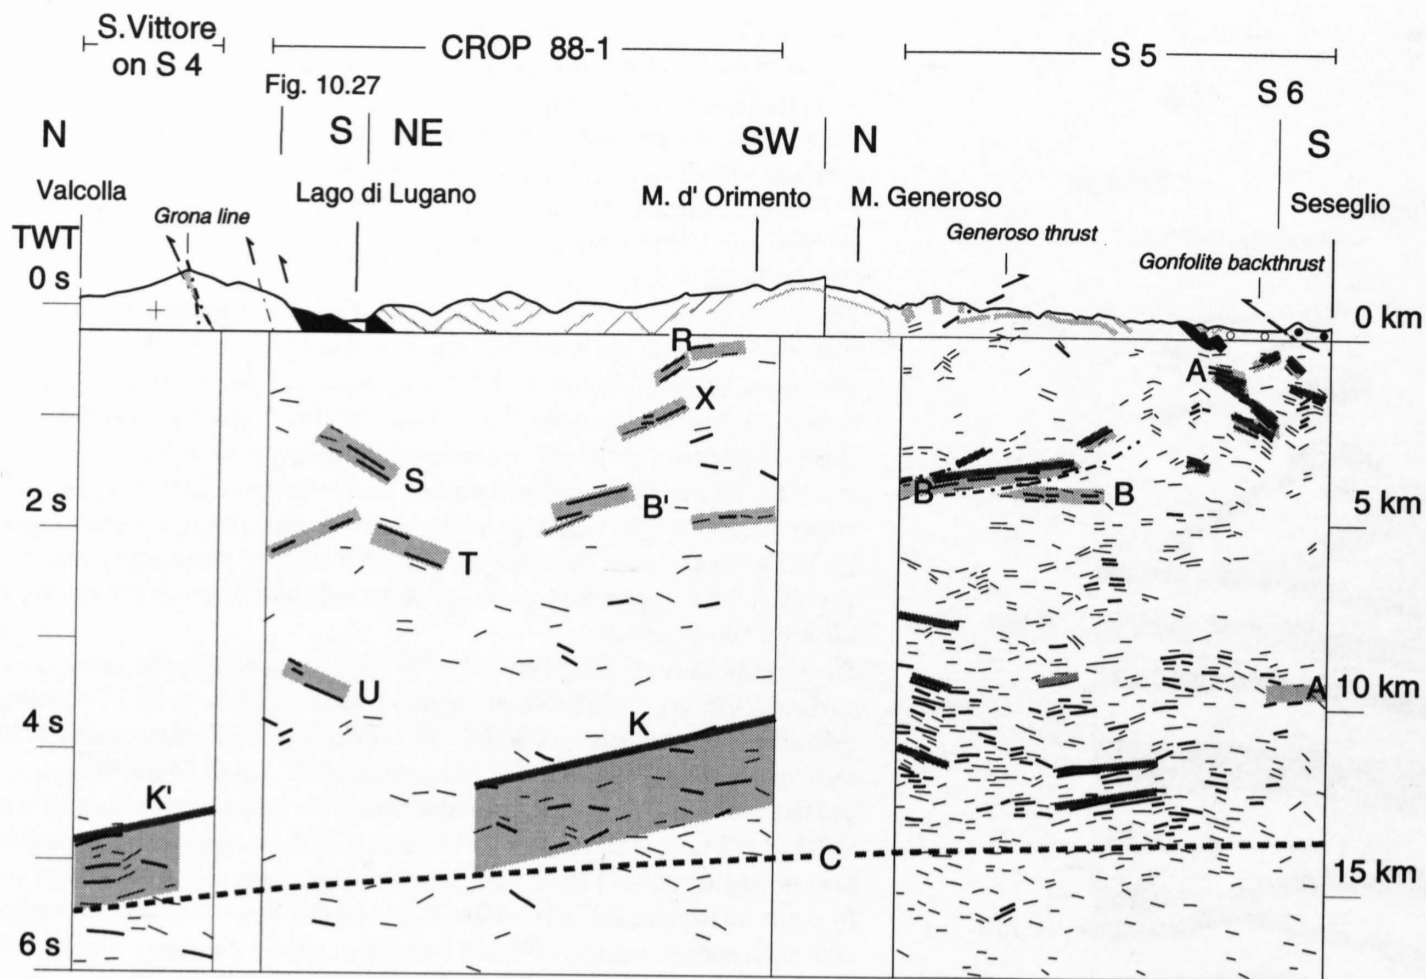 S.Vittore
on S 4
CROP 88-1
S 5
Fig. 10.27
S 6
N
S
NE
SW
N
S
Valcolla
Lago di Lugano
M. d' Orimento
M. Generoso
Seseglio
Grona line
Generoso thrust
Gonfolite backthrust
TWT
0 s
0 km
R
A
X
S
B
B'
B
2 s
5 km
T
U
A
10 km
K
4 s
K'
C
15 km
6 s